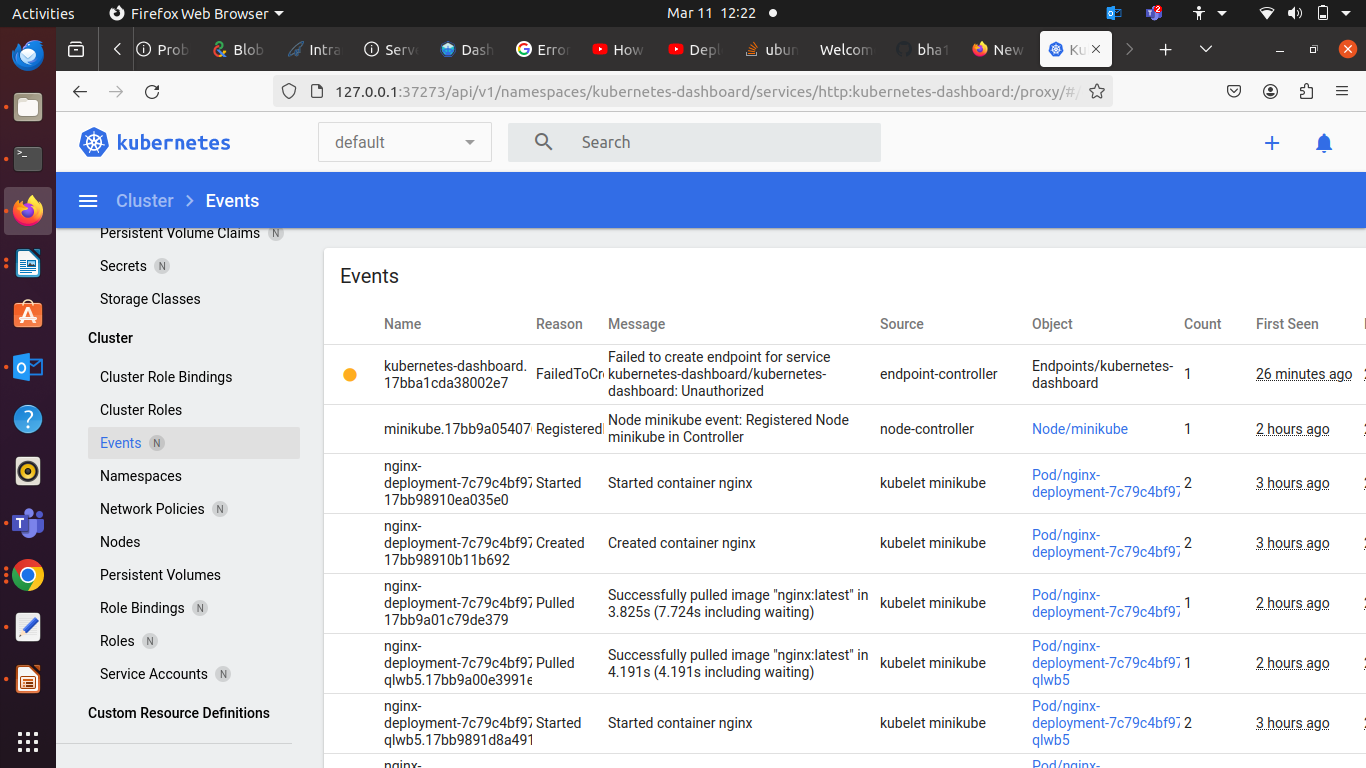 Activities
Firefox Web Browser
Mar 11 12:22
2
Prob
Blob
Intra
Serve
Dash
Error
How
Depl
ubun
Welcom
bha1
New
Ku
127.0.0.1:37273/api/v1/namespaces/kubernetes-dashboard/services/http:kubernetes-dashboard:/proxy/#/
kubernetes
default
Search
Cluster
Events
Persistent Volume Claims N
Secrets N
Storage Classes
Cluster
Cluster Role Bindings
Cluster Roles
Events N
Namespaces
Network Policies N
Nodes
Persistent Volumes
Role Bindings N
Roles N
Service Accounts N
Custom Resource Definitions
Events
Name Reason Message Source Object Count First Seen
kubernetes-dashboard.
17bba1cda38002e7
FailedToCre
Failed to create endpoint for service
kubernetes-dashboard/kubernetes-
dashboard: Unauthorized
endpoint-controller
Endpoints/kubernetes-
dashboard
1
26 minutes ago
minikube.17bb9a05407
Registered
Node minikube event: Registered Node
minikube in Controller
node-controller
Node/minikube
1
2 hours ago
nginx-
deployment-7c79c4bf97
17bb98910ea035e0
Started
Started container nginx
kubelet minikube
Pod/nginx-
deployment-7c79c4bf97
2
3 hours ago
nginx-
deployment-7c79c4bf97
17bb98910b11b692
Created
Created container nginx
kubelet minikube
Pod/nginx-
deployment-7c79c4bf97
2
3 hours ago
nginx-
deployment-7c79c4bf97
17bb9a01c79de379
Pulled
Successfully pulled image "nginx:latest" in
3.825s (7.724s including waiting)
kubelet minikube
Pod/nginx-
deployment-7c79c4bf97
1
2 hours ago
nginx-
deployment-7c79c4bf97
qlwb5.17bb9a00e3991e
Pulled
Successfully pulled image "nginx:latest" in
4.191s (4.191s including waiting)
kubelet minikube
Pod/nginx-
deployment-7c79c4bf97
qlwb5
1
2 hours ago
nginx-
deployment-7c79c4bf97
qlwb5.17bb9891d8a491
Started
Started container nginx
kubelet minikube
Pod/nginx-
deployment-7c79c4bf97
qlwb5
2
3 hours ago
nginx-
Pod/nginx-